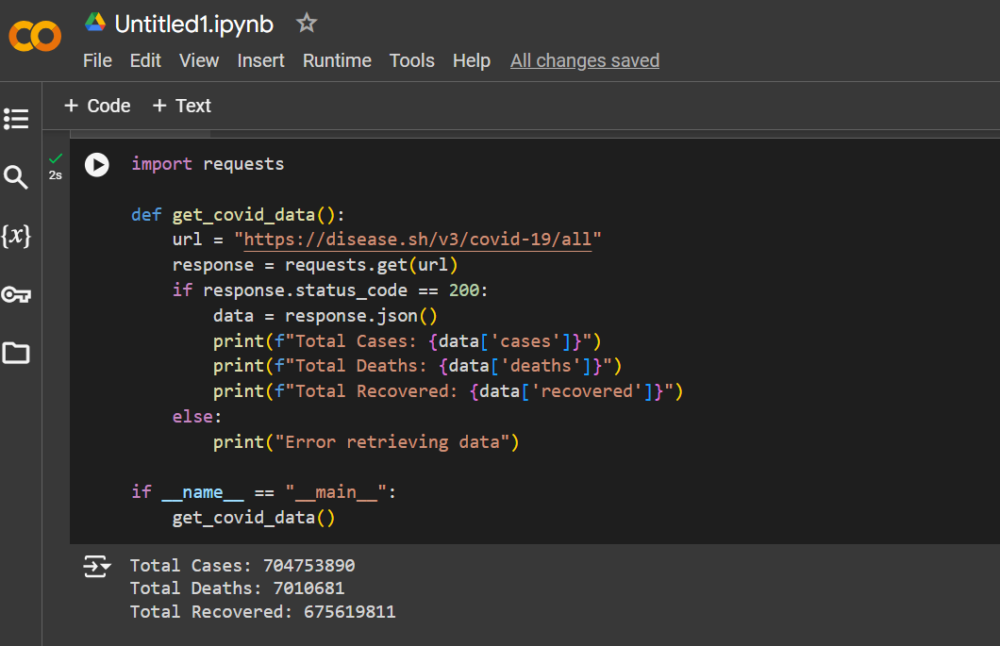 Untitled1.ipynb
File Edit View Insert Runtime Tools Help All changes saved
+ Code + Text
2s
{x}
import requests
def get_covid_data():
    url = "https://disease.sh/v3/covid-19/all"
    response = requests.get(url)
    if response.status_code == 200:
        data = response.json()
        print(f"Total Cases: {data['cases']}")
        print(f"Total Deaths: {data['deaths']}")
        print(f"Total Recovered: {data['recovered']}")
    else:
        print("Error retrieving data")
if __name__ == "__main__":
    get_covid_data()
Total Cases: 704753890
Total Deaths: 7010681
Total Recovered: 675619811